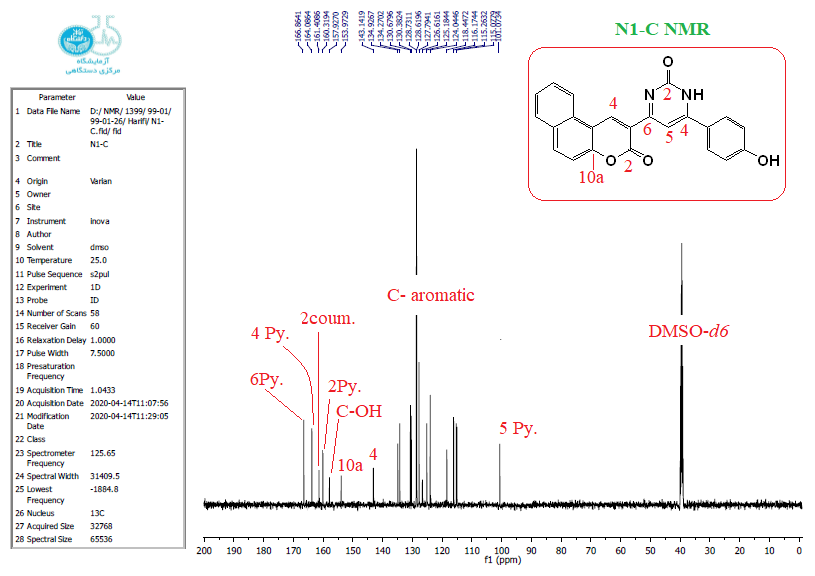 166.8641
164.0864
161.4086
160.3194
157.9270
153.9729
143.1419
134.9267
134.2702
130.6796
130.3824
128.7311
128.6196
127.7941
126.6161
125.1844
124.0446
118.4472
116.1744
115.2632
115.0779
101.0734
N1-C NMR
آزمایشگاه
مرکزی دستگاهی
Parameter Value
1 Data File Name D:/ NMR/ 1399/ 99-01/
99-01-26/ Harifi/ N1-
C.fid/ fid
2 Title N1-C
3 Comment
4 Origin Varian
5 Owner
6 Site
7 Instrument inova
8 Author
9 Solvent dmso
10 Temperature 25.0
11 Pulse Sequence s2pul
12 Experiment 1D
13 Probe ID
14 Number of Scans 58
15 Receiver Gain 60
16 Relaxation Delay 1.0000
17 Pulse Width 7.5000
18 Presaturation
Frequency
19 Acquisition Time 1.0433
20 Acquisition Date 2020-04-14T11:07:56
21 Modification 2020-04-14T11:29:05
Date
22 Class
23 Spectrometer 125.65
Frequency
24 Spectral Width 31409.5
25 Lowest -1884.8
Frequency
26 Nucleus 13C
27 Acquired Size 32768
28 Spectral Size 65536
O
2
N NH
4
6 5 4
O 2 O
OH
10a
C- aromatic
2coum.
4 Py.
DMSO-d6
6Py.
2Py.
C-OH
5 Py.
10a
4
200 190 180 170 160 150 140 130 120 110 100 90 80 70 60 50 40 30 20 10 0
f1 (ppm)